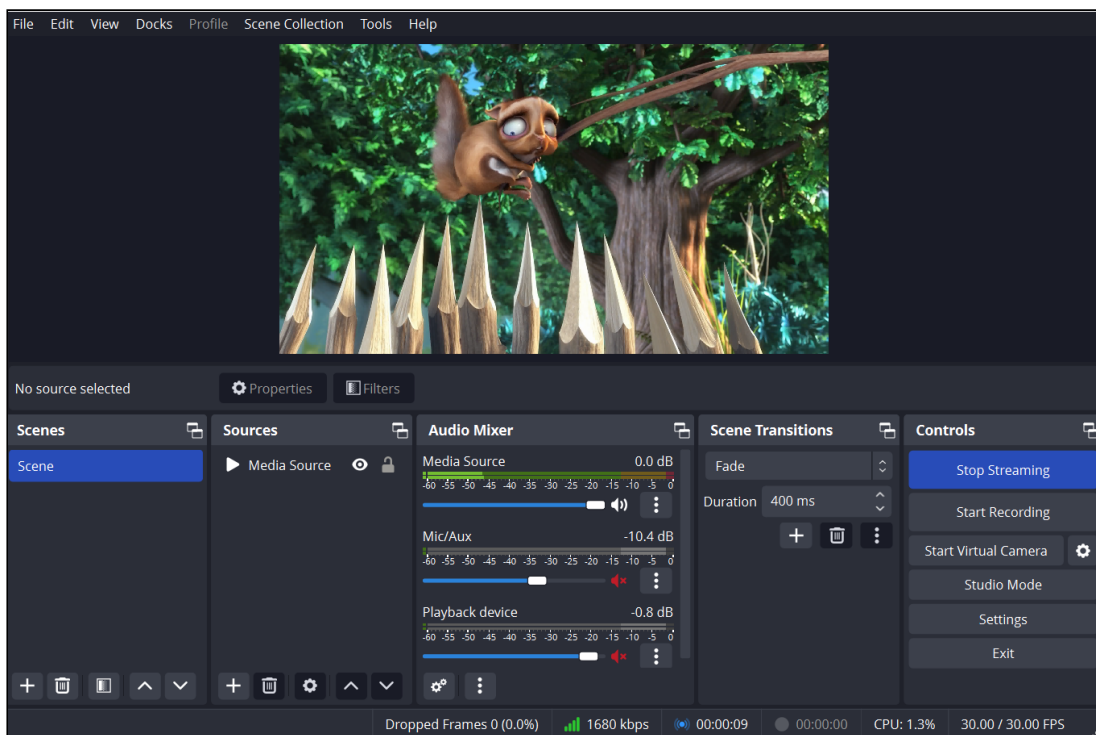 File Edit View Docks Profile Scene Collection Tools Help
No source selected Properties Filters
Scenes
Scene
Sources
Media Source
Audio Mixer
Media Source 0.0 dB
-60 -55 -50 -45 -40 -35 -30 -25 -20 -15 -10 -5 0
Mic/Aux -10.4 dB
-60 -55 -50 -45 -40 -35 -30 -25 -20 -15 -10 -5 0
Playback device -0.8 dB
-60 -55 -50 -45 -40 -35 -30 -25 -20 -15 -10 -5 0
Scene Transitions
Fade
Duration 400 ms
Controls
Stop Streaming
Start Recording
Start Virtual Camera
Studio Mode
Settings
Exit
Dropped Frames 0 (0.0%) 1680 kbps 00:00:09 00:00:00 CPU: 1.3% 30.00 / 30.00 FPS